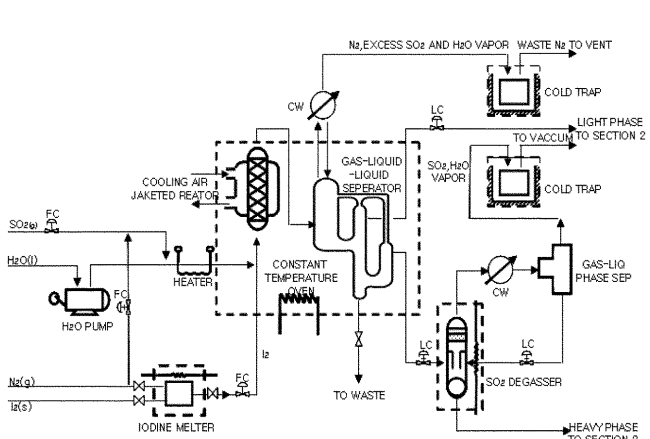 N2,EXCESS SO2 AND H2O VAPOR
WASTE N2 TO VENT
COLD TRAP
CW
LC
LIGHT PHASE
TO SECTION 2
TO VACCUM
SO2,H2O
VAPOR
COLD TRAP
GAS-LIQUID
-LIQUID
SEPERATOR
COOLING AIR
JAKETED REATOR
FC
SO2(g)
H2O(l)
HEATER
CONSTANT
TEMPERATURE
OVEN
GAS-LIQ
PHASE SEP
CW
FC
H2O PUMP
I2
LC
LC
SO2 DEGASSER
N2(g)
I2(s)
FC
TO WASTE
IODINE MELTER
HEAVY PHASE
TO SECTION 2